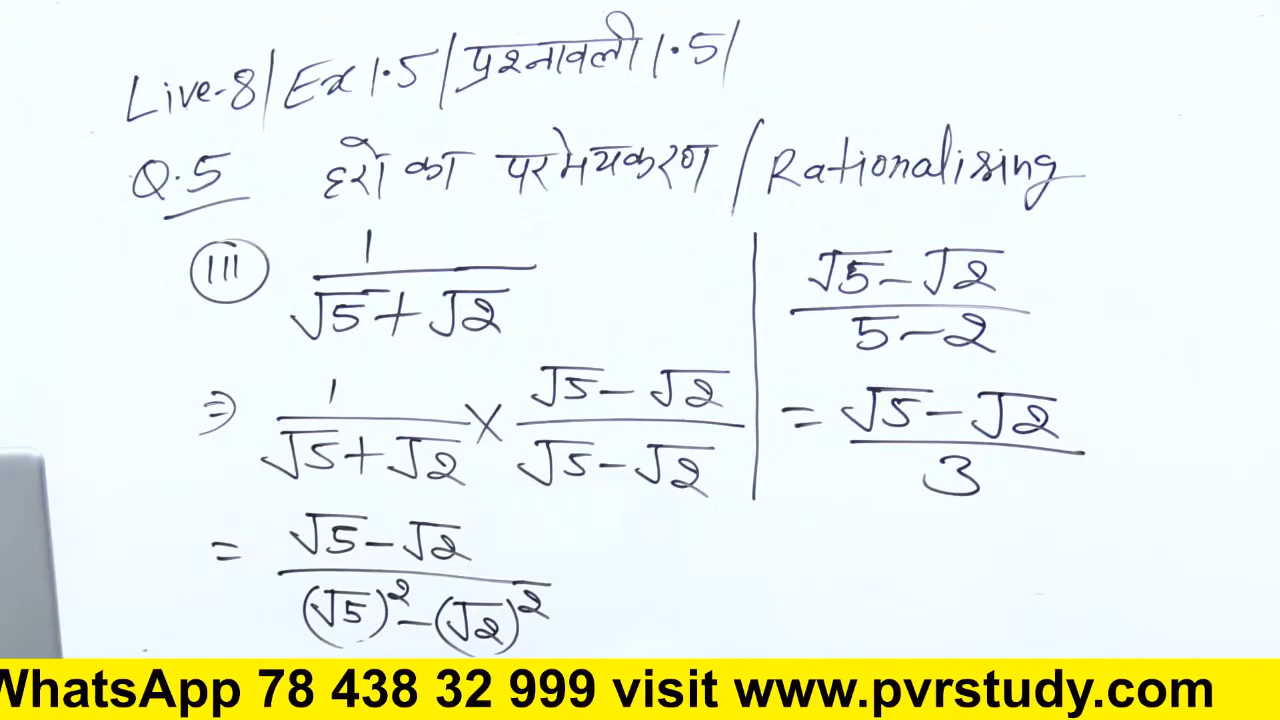 Live-8/ Ex 1.5/ प्रश्नावली 1.5/
Q.5 हरों का परमेयकरण / Rationalising
(iii) 1/(√5+√2)
⇒ 1/(√5+√2) × (√5-√2)/(√5-√2)
= (√5-√2)/((√5)²-(√2)²)
(√5-√2)/(5-2)
= (√5-√2)/3
WhatsApp 78 438 32 999 visit www.pvrstudy.com